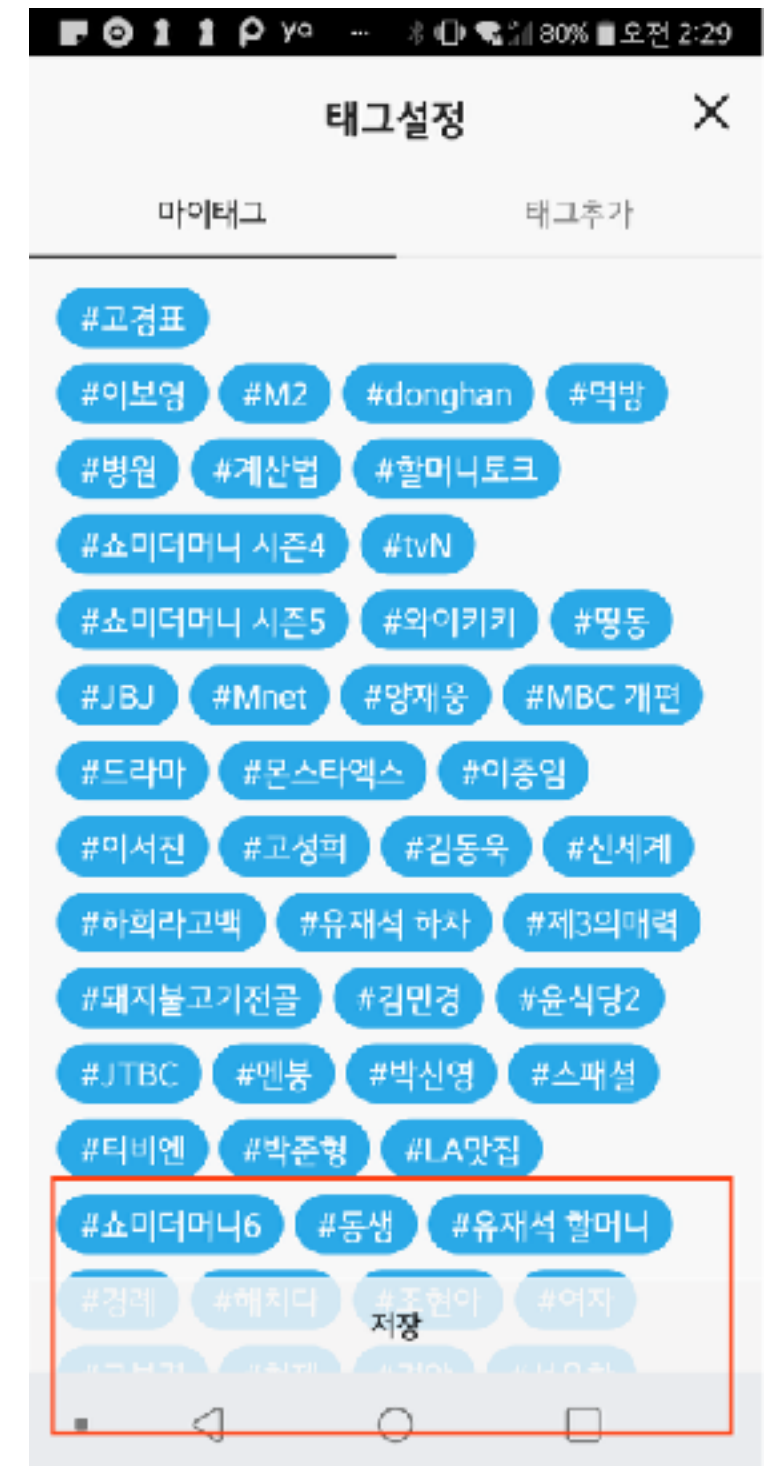 ya ... 80% 오전 2:29
태그설정
마이태그 태그추가
#고경표
#이보영 #M2 #donghan #먹방
#병원 #계산법 #할머니토크
#쇼미더머니 시즌4 #tvN
#쇼미더머니 시즌5 #와이키키 #띵동
#JBJ #Mnet #양재웅 #MBC 개편
#드라마 #몬스타엑스 #이종임
#이서진 #고성희 #김동욱 #신세계
#하희라고백 #유재석 하차 #제3의매력
#돼지불고기전골 #김민경 #윤식당2
#JTBC #멘붕 #박신영 #스패셜
#티비엔 #박준형 #LA맛집
#쇼미더머니6 #동생 #유재석 할머니
#경례 #해치다 #조현아 #여자
저장